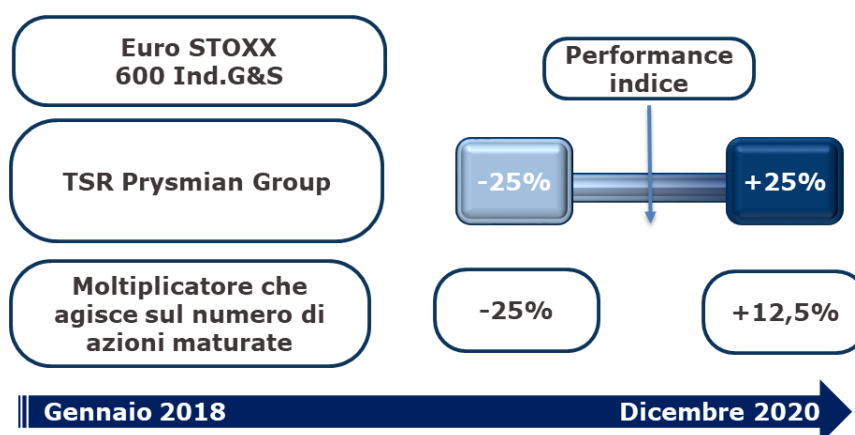 Euro STOXX
600 Ind.G&S
Performance
indice
TSR Prysmian Group
-25%
+25%
Moltiplicatore che
agisce sul numero di
azioni maturate
-25%
+12,5%
Gennaio 2018
Dicembre 2020